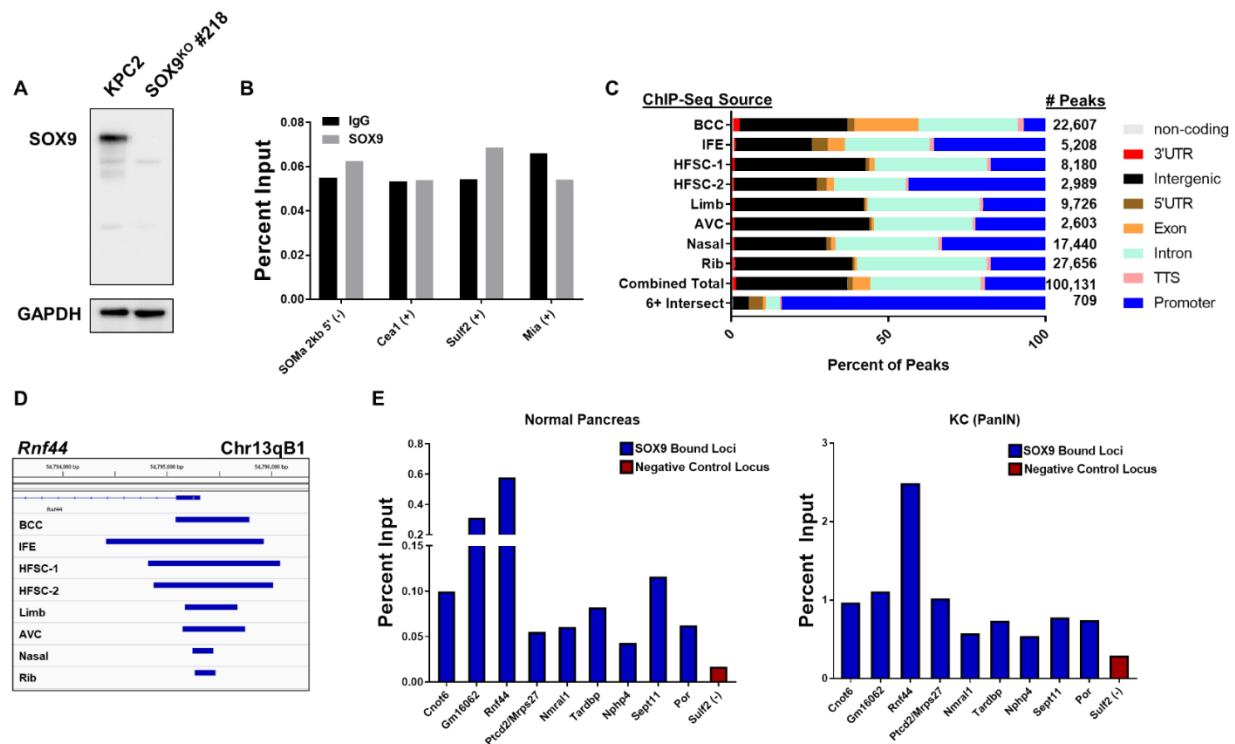 A
KPC2
SOX9KO #218
SOX9
GAPDH
B
Percent Input
0.08
0.06
0.04
0.02
0.00
IgG
SOX9
SOMa 2kb 5' (-)
Cea1 (+)
Sulf2 (+)
Mia (+)
C
ChIP-Seq Source
# Peaks
BCC
22,607
IFE
5,208
HFSC-1
8,180
HFSC-2
2,989
Limb
9,726
AVC
2,603
Nasal
17,440
Rib
27,656
Combined Total
100,131
6+ Intersect
709
0
50
100
Percent of Peaks
non-coding
3'UTR
Intergenic
5'UTR
Exon
Intron
TTS
Promoter
D
Rnf44
Chr13qB1
54,794,000 bp
54,795,000 bp
54,796,000 bp
Rnf44
BCC
IFE
HFSC-1
HFSC-2
Limb
AVC
Nasal
Rib
E
Normal Pancreas
SOX9 Bound Loci
Negative Control Locus
Percent Input
0.8
0.6
0.4
0.2
0.15
0.10
0.05
0.00
Cnot6
Gm16062
Rnf44
Ptcd2/Mrps27
Nmral1
Tardbp
Nphp4
Sept11
Por
Sulf2 (-)
KC (PanIN)
SOX9 Bound Loci
Negative Control Locus
Percent Input
3
2
1
0
Cnot6
Gm16062
Rnf44
Ptcd2/Mrps27
Nmral1
Tardbp
Nphp4
Sept11
Por
Sulf2 (-)